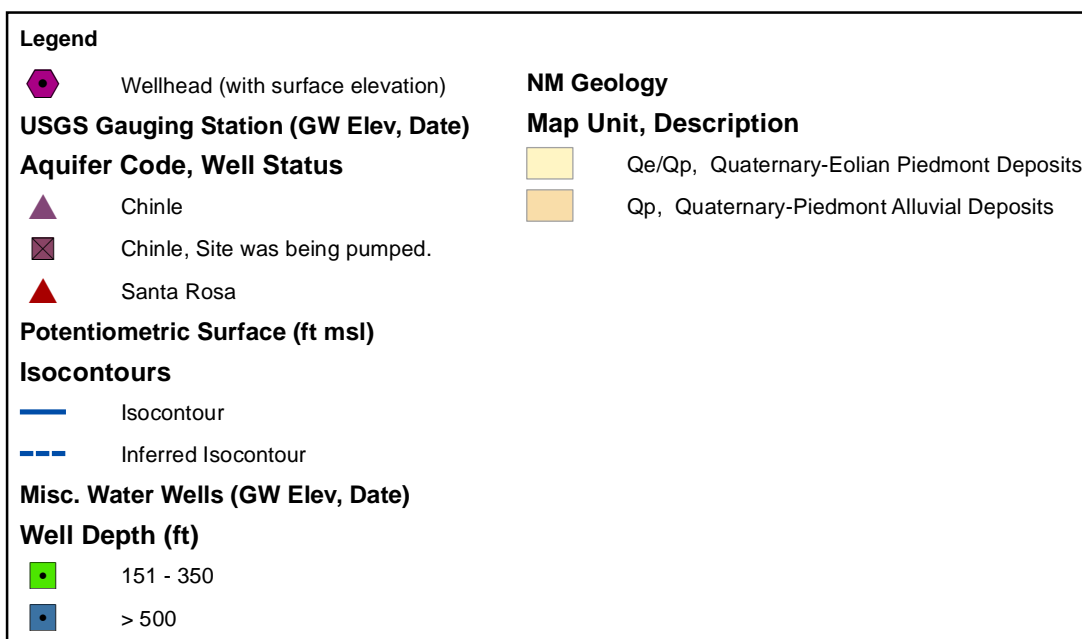 Legend
Wellhead (with surface elevation)
USGS Gauging Station (GW Elev, Date)
Aquifer Code, Well Status
Chinle
Chinle, Site was being pumped.
Santa Rosa
Potentiometric Surface (ft msl)
Isocontours
Isocontour
Inferred Isocontour
Misc. Water Wells (GW Elev, Date)
Well Depth (ft)
151 - 350
> 500
NM Geology
Map Unit, Description
Qe/Qp, Quaternary-Eolian Piedmont Deposits
Qp, Quaternary-Piedmont Alluvial Deposits